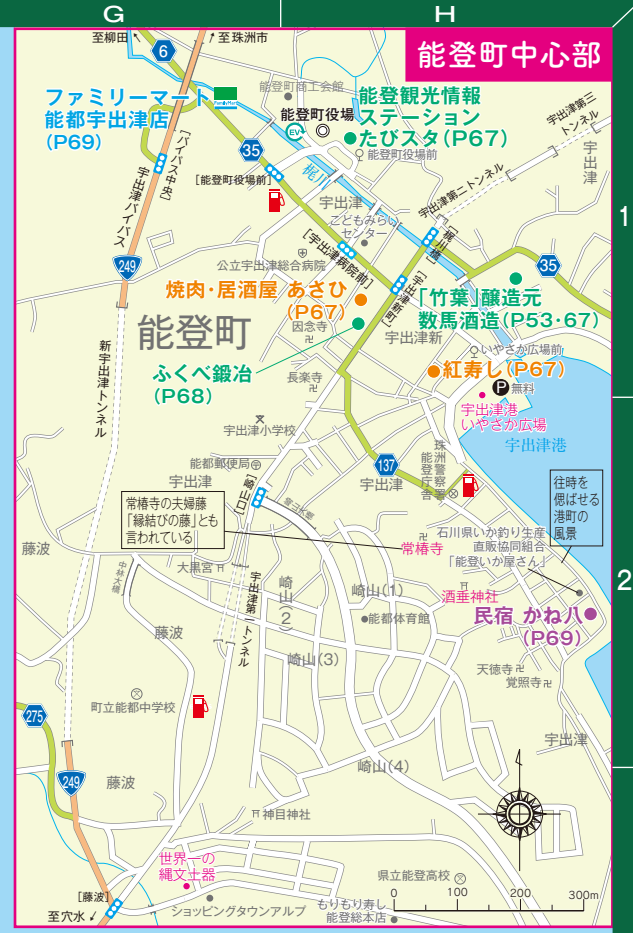 G
H
至柳田
至 珠洲市
6
能登町中心部
能登町商工会館
ファミリーマート
能都宇出津店
(P69)
FamilyMart
能登町役場
EV
能登観光情報
ステーション
たびスタ(P67)
能登町役場前
宇出津第三
トンネル
宇出津
[バイパス中央]
宇出津バイパス
35
[能登町役場前]
梶川
宇出津第二トンネル
宇出津
こどもみらい
センター
1
[梶川橋]
249
公立宇出津総合病院
[宇出津病院前]
35
焼肉・居酒屋 あさひ
(P67)
[宇出津新町]
「竹葉」醸造元
数馬酒造(P53・67)
能登町
因念寺
宇出津新
いやさか広場前
ふくべ鍛冶
(P68)
長楽寺
紅寿し(P67)
P
無料
新宇出津トンネル
宇出津港
いやさか広場
宇出津小学校
宇出津港
珠洲警察署
能登庁舎
能都郵便局
137
宇出津
宇出津
常椿寺の夫婦藤
「縁結びの藤」とも
言われている
往時を
偲ばせる
港町の
風景
石川県いか釣り生産
直販協同組合
「能登いか屋さん」
藤波
常椿寺
大黒宮
中林大橋
宇出津第一トンネル
崎山(2)
崎山(1)
酒垂神社
2
能都体育館
民宿 かね八
(P69)
藤波
崎山(3)
天徳寺
覚照寺
町立能都中学校
275
宇出津
249
藤波
崎山(4)
神目神社
世界一の
縄文土器
県立能登高校
[藤波]
至穴水
ショッピングタウンアルプ
もりもり寿し
能登総本店
0
100
200
300m